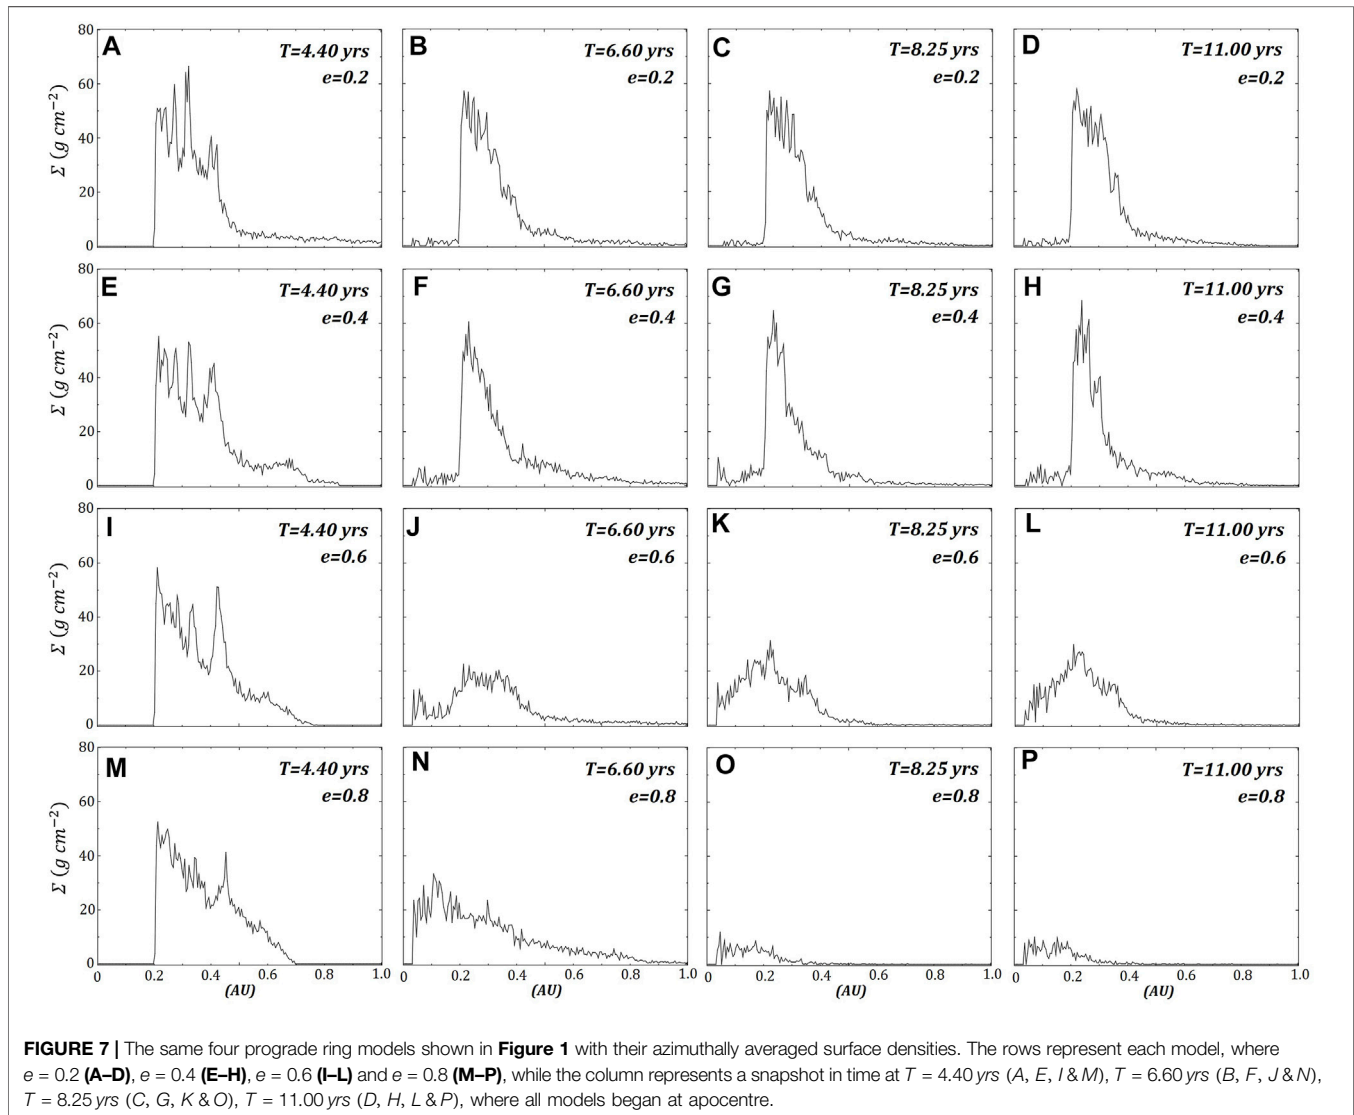 80
60
40
20
0
Σ (g cm⁻²)
A
T=4.40 yrs
e=0.2
B
T=6.60 yrs
e=0.2
C
T=8.25 yrs
e=0.2
D
T=11.00 yrs
e=0.2
80
60
40
20
0
Σ (g cm⁻²)
E
T=4.40 yrs
e=0.4
F
T=6.60 yrs
e=0.4
G
T=8.25 yrs
e=0.4
H
T=11.00 yrs
e=0.4
80
60
40
20
0
Σ (g cm⁻²)
I
T=4.40 yrs
e=0.6
J
T=6.60 yrs
e=0.6
K
T=8.25 yrs
e=0.6
L
T=11.00 yrs
e=0.6
80
60
40
20
0
Σ (g cm⁻²)
M
T=4.40 yrs
e=0.8
N
T=6.60 yrs
e=0.8
O
T=8.25 yrs
e=0.8
P
T=11.00 yrs
e=0.8
0 0.2 0.4 0.6 0.8 1.0
(AU)
0 0.2 0.4 0.6 0.8 1.0
(AU)
0 0.2 0.4 0.6 0.8 1.0
(AU)
0 0.2 0.4 0.6 0.8 1.0
(AU)
FIGURE 7 | The same four prograde ring models shown in Figure 1 with their azimuthally averaged surface densities. The rows represent each model, where
e = 0.2 (A–D), e = 0.4 (E–H), e = 0.6 (I–L) and e = 0.8 (M–P), while the column represents a snapshot in time at T = 4.40 yrs (A, E, I & M), T = 6.60 yrs (B, F, J & N),
T = 8.25 yrs (C, G, K & O), T = 11.00 yrs (D, H, L & P), where all models began at apocentre.